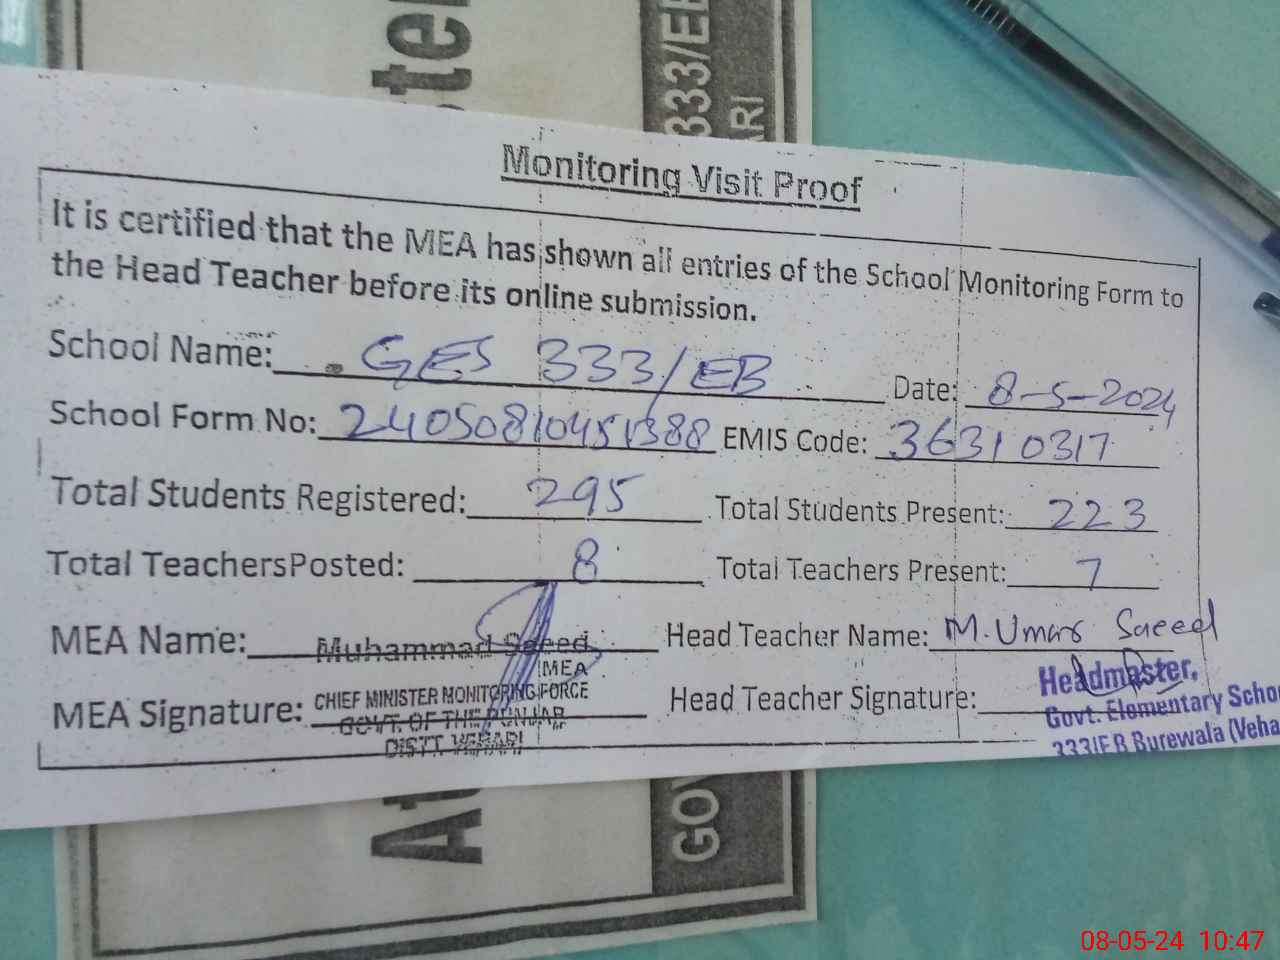 333/EB
Monitoring Visit Proof
It is certified that the MEA has shown all entries of the School Monitoring Form to
the Head Teacher before its online submission.
School Name: GES 333/EB Date: 8-5-2024
School Form No: 24050810451388 EMIS Code: 36310317
Total Students Registered: 295 Total Students Present: 223
Total TeachersPosted: 8 Total Teachers Present: 7
MEA Name: Muhammad Saeed Head Teacher Name: M. Umar Saeed
MEA
MEA Signature: CHIEF MINISTER MONITORING FORCE Head Teacher Signature:
GOVT. OF THE PUNJAB
DISTT. VEHARI
Headmaster,
Govt. Elementary Schoo
333/E.B Burewala (Veha
GOV
08-05-24 10:47